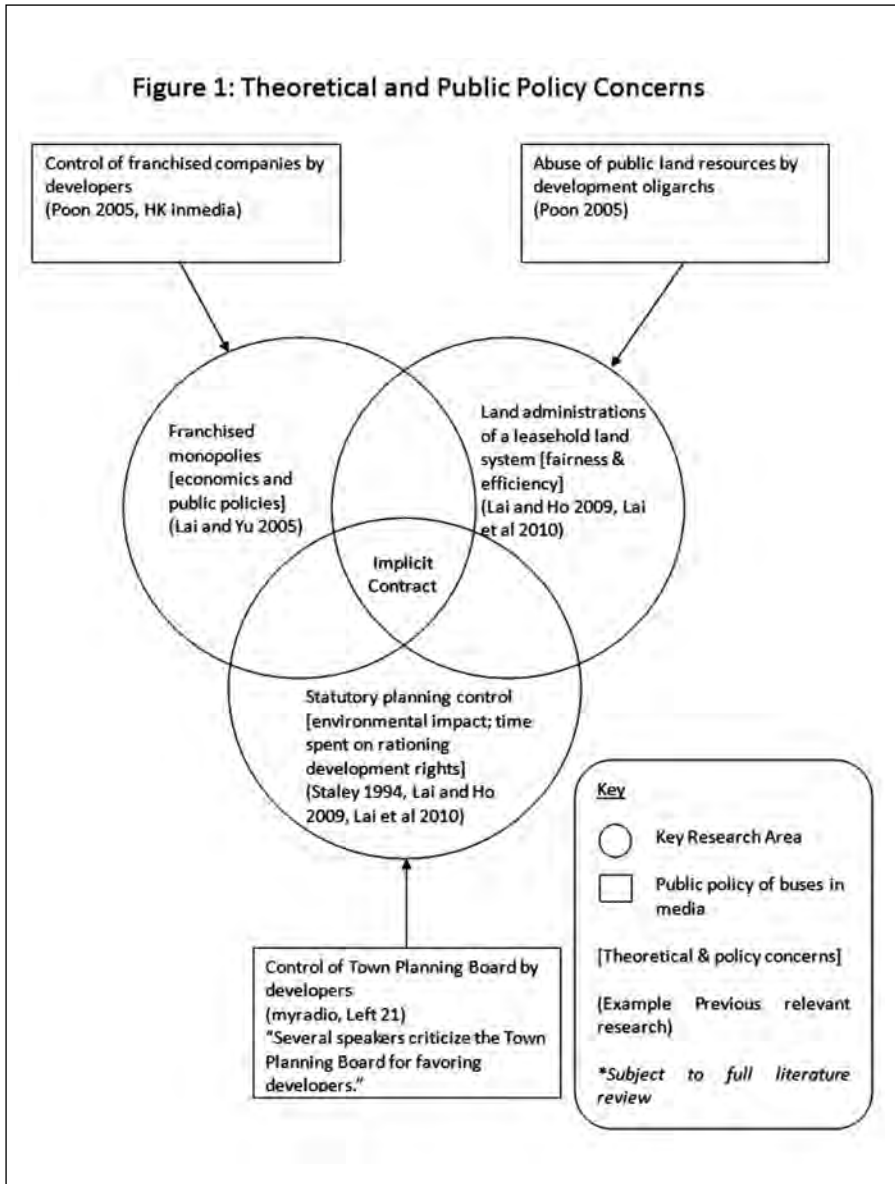 Figure 1: Theoretical and Public Policy Concerns
Control of franchised companies by
developers
(Poon 2005, HK inmedia)
Abuse of public land resources by
development oligarchs
(Poon 2005)
Franchised
monopolies
[economics and
public policies]
(Lai and Yu 2005)
Land administrations
of a leasehold land
system [fairness &
efficiency]
(Lai and Ho 2009, Lai
et al 2010)
Implicit
Contract
Statutory planning control
[environmental impact; time
spent on rationing
development rights]
(Staley 1994, Lai and Ho
2009, Lai et al 2010)
Control of Town Planning Board by
developers
(myradio, Left 21)
"Several speakers criticize the Town
Planning Board for favoring
developers."
Key
Key Research Area
Public policy of buses in
media
[Theoretical & policy concerns]
(Example Previous relevant
research)
*Subject to full literature
review